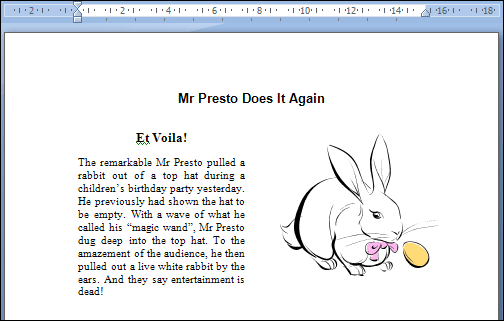 2 2 4 6 8 10 12 14 16 18
Mr Presto Does It Again
Et Voila!
The remarkable Mr Presto pulled a
rabbit out of a top hat during a
children’s birthday party yesterday.
He previously had shown the hat to
be empty. With a wave of what he
called his “magic wand”, Mr Presto
dug deep into the top hat. To the
amazement of the audience, he then
pulled out a live white rabbit by the
ears. And they say entertainment is
dead!